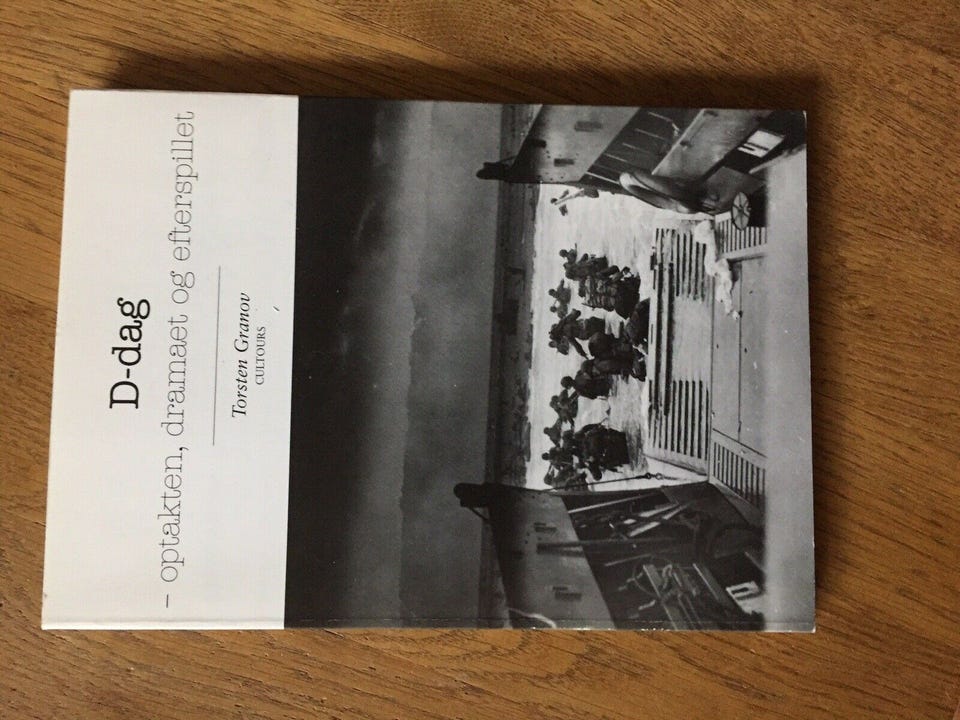 D-dag
– optakten, dramaet og efterspillet
Torsten Granov
CULTOURS